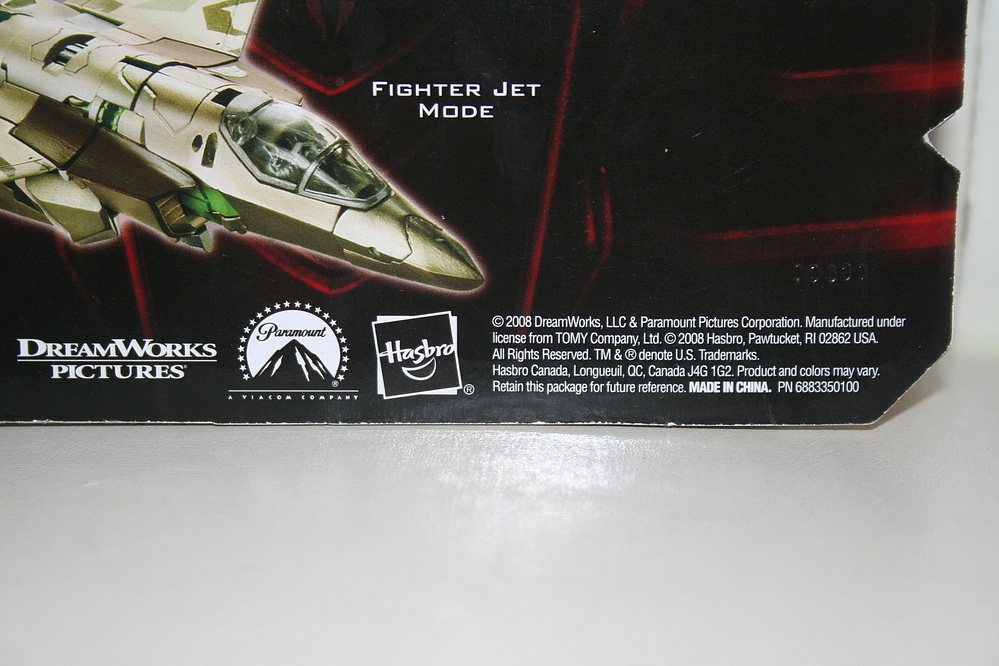 FIGHTER JET
MODE
DREAMWORKS
PICTURES®
Paramount
®
A VIACOM COMPANY
Hasbro
®
© 2008 DreamWorks, LLC & Paramount Pictures Corporation. Manufactured under
license from TOMY Company, Ltd. © 2008 Hasbro, Pawtucket, RI 02862 USA.
All Rights Reserved. TM & ® denote U.S. Trademarks.
Hasbro Canada, Longueuil, QC, Canada J4G 1G2. Product and colors may vary.
Retain this package for future reference. MADE IN CHINA. PN 6883350100